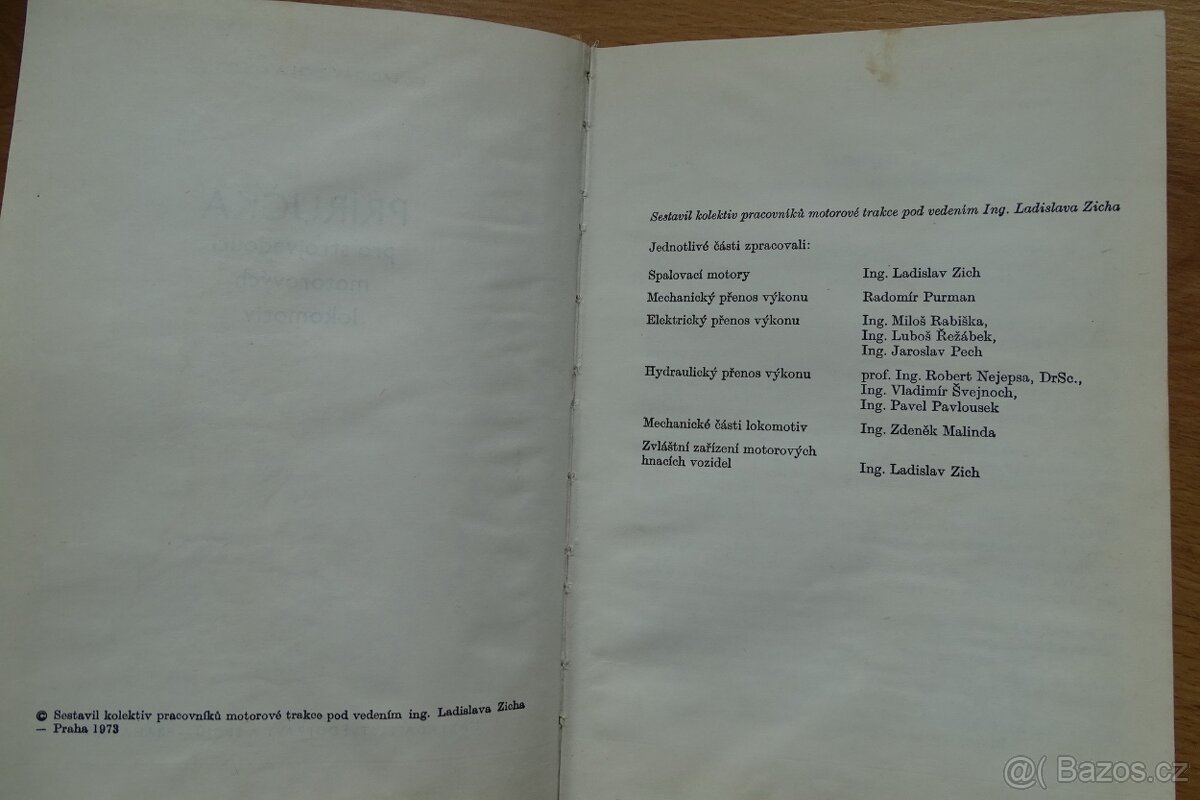 © Sestavil kolektiv pracovníků motorové trakce pod vedením ing. Ladislava Zicha
— Praha 1973
Sestavil kolektiv pracovníků motorové trakce pod vedením Ing. Ladislava Zicha
Jednotlivé části zpracovali:
Spalovací motory Ing. Ladislav Zich
Mechanický přenos výkonu Radomír Purman
Elektrický přenos výkonu Ing. Miloš Rabiška,
Ing. Luboš Řežábek,
Ing. Jaroslav Pech
Hydraulický přenos výkonu prof. Ing. Robert Nejepsa, DrSc.,
Ing. Vladimír Švejnoch,
Ing. Pavel Pavlousek
Mechanické části lokomotiv Ing. Zdeněk Malinda
Zvláštní zařízení motorových
hnacích vozidel Ing. Ladislav Zich
@( Bazos.cz